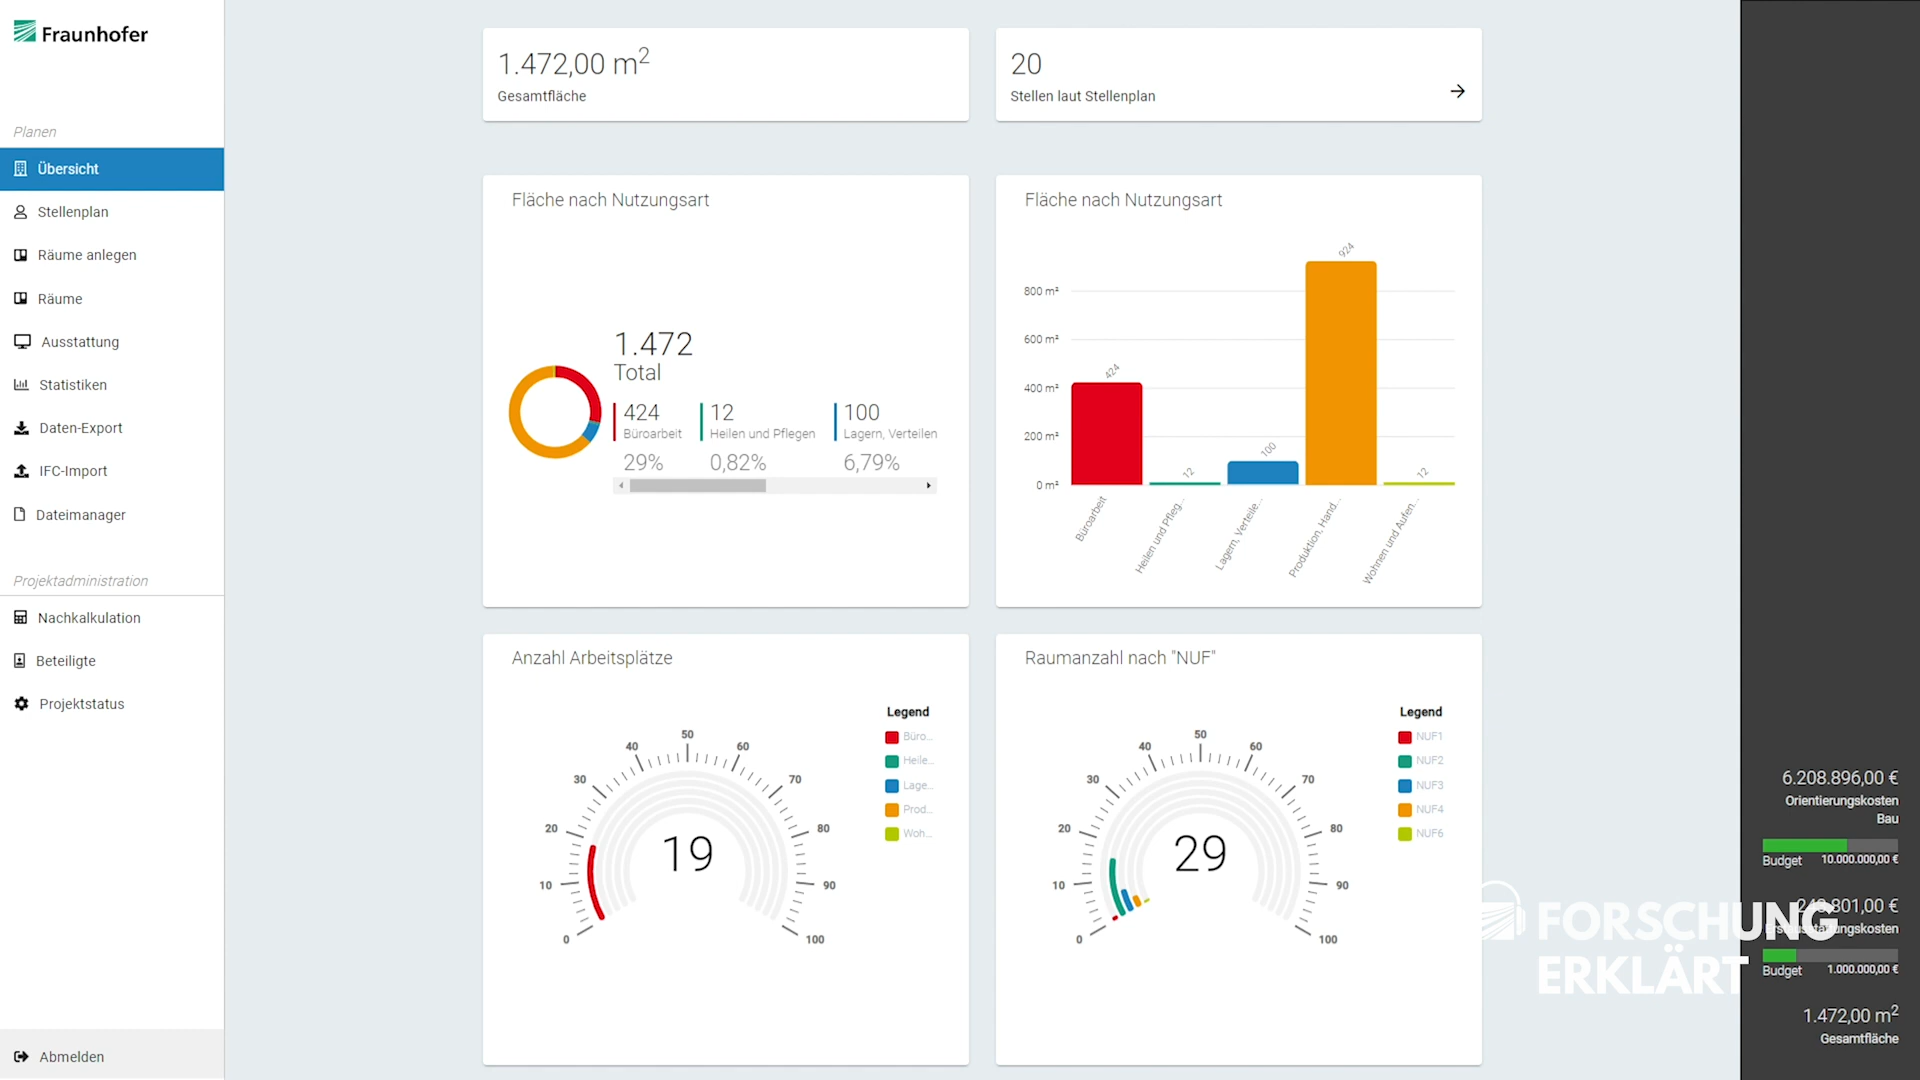 Fraunhofer
Planen
Übersicht
Stellenplan
Räume anlegen
Räume
Ausstattung
Statistiken
Daten-Export
IFC-Import
Dateimanager
Projektadministration
Nachkalkulation
Beteiligte
Projektstatus
Abmelden
1.472,00 m²
Gesamtfläche
20
Stellen laut Stellenplan
Fläche nach Nutzungsart
1.472
Total
424
Büroarbeit
29%
12
Heilen und Pflegen
0,82%
100
Lagern, Verteilen
6,79%
Fläche nach Nutzungsart
800 m²
600 m²
400 m²
200 m²
0 m²
424
12
100
924
12
Büroarbeit
Heilen und Pfleg...
Lagern, Verteile...
Produktion, Hand...
Wohnen und Aufen...
Anzahl Arbeitsplätze
0
10
20
30
40
50
60
70
80
90
100
19
Legend
Büro...
Heile...
Lage...
Prod...
Woh...
Raumanzahl nach "NUF"
0
10
20
30
40
50
60
70
80
90
100
29
Legend
NUF1
NUF2
NUF3
NUF4
NUF6
6.208.896,00 €
Orientierungskosten
Bau
Budget 10.000.000,00 €
Budget 1.000.000,00 €
1.472,00 m²
Gesamtfläche
FORSCHUNG
ERKLÄRT